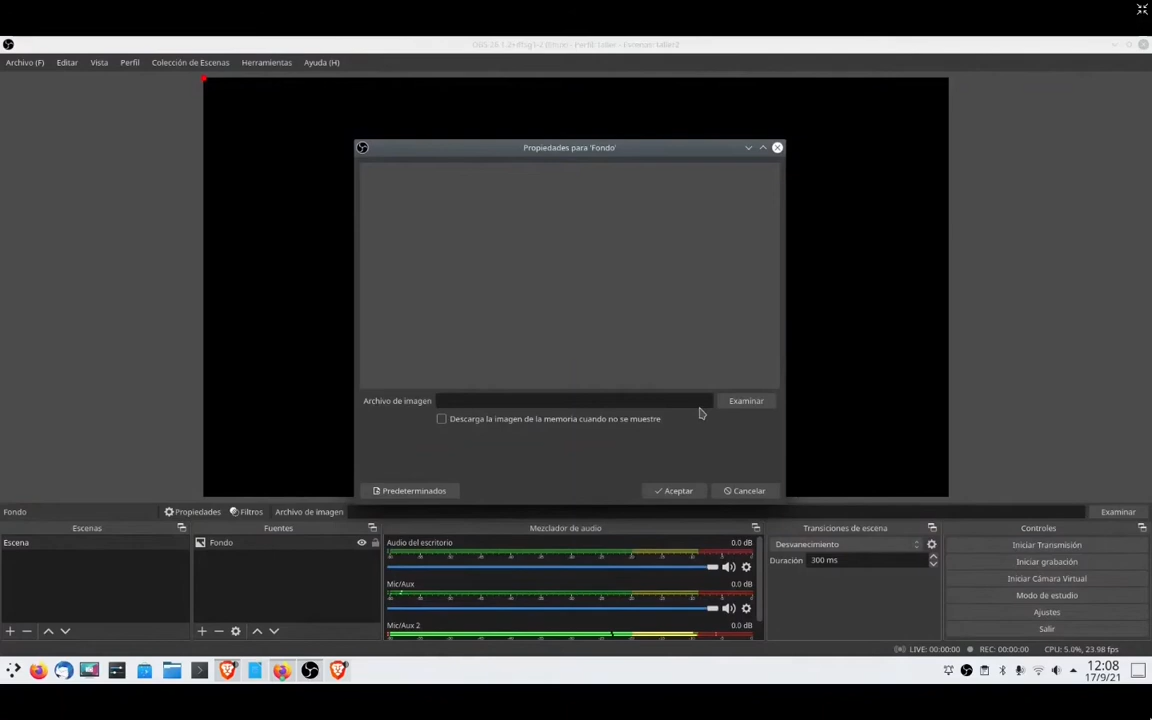 Archivo (F) Editar Vista Perfil Colección de Escenas Herramientas Ayuda (H)
Propiedades para 'Fondo'
Archivo de imagen Examinar
Descarga la imagen de la memoria cuando no se muestre
Predeterminados Aceptar Cancelar
Fondo Propiedades Filtros Archivo de imagen Examinar
Escenas Fuentes Mezclador de audio Transiciones de escena Controles
Escena
Fondo
Audio del escritorio 0.0 dB
Mic/Aux 0.0 dB
Mic/Aux 2 0.0 dB
Desvanecimiento
Duración 300 ms
Iniciar Transmisión
Iniciar grabación
Iniciar Cámara Virtual
Modo de estudio
Ajustes
Salir
LIVE: 00:00:00 REC: 00:00:00 CPU: 5.0%, 23.98 fps
12:08
17/9/21